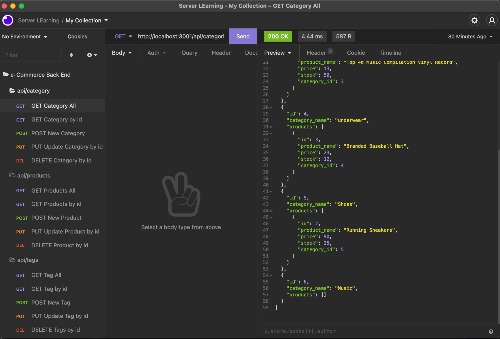 Server LEarning – My Collection – GET Category All
Server LEarning / My Collection
No Environment
Cookies
GET
http://localhost:3001/api/categori
Send
200 OK
4.44 ms
587 B
30 Minutes Ago
Filter
Body
Auth
Query
Header
Doc
Preview
Header
Cookie
Timeline
e-Commerce Back End
api/category
GET GET Category All
GET GET Category by id
POST POST New Category
PUT PUT Update Category by id
DEL DELETE Category by id
api/products
GET GET Products All
GET GET Products by id
POST POST New Product
PUT PUT Update Product by id
DEL DELETE Product by id
api/tags
GET GET Tag All
GET GET Tag by id
POST POST New Tag
PUT PUT Update Tag by id
DEL DELETE Tags by id
Select a body type from above
"product_name": "Top 40 Music Compilation Vinyl Record",
"stock": 50,
"category_id": 3
}
]
},
{
"id": 4,
"category_name": "Underwear",
"products": [
{
"id": 3,
"product_name": "Branded Baseball Hat",
"stock": 12,
"category_id": 4
}
]
},
{
"id": 5,
"category_name": "Shoes",
"products": [
{
"id": 2,
"product_name": "Running Sneakers",
"price": 90,
"stock": 25,
"category_id": 5
}
]
},
{
"id": 6,
"category_name": "Music",
"products": []
}
]
$.store.books[*].author